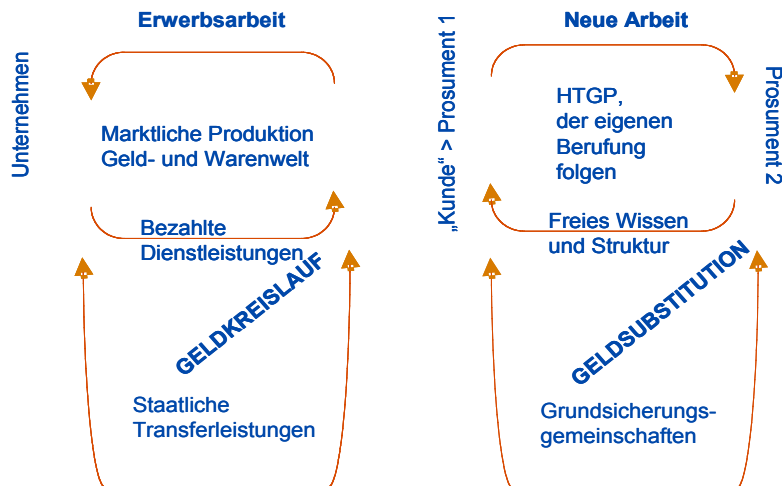 Erwerbsarbeit
Unternehmen
Marktliche Produktion
Geld- und Warenwelt
Bezahlte
Dienstleistungen
GELDKREISLAUF
Staatliche
Transferleistungen
„Kunde“ > Prosument 1
Neue Arbeit
HTGP,
der eigenen
Berufung
folgen
Freies Wissen
und Struktur
Prosument 2
GELDSUBSTITUTION
Grundsicherungs-
gemeinschaften